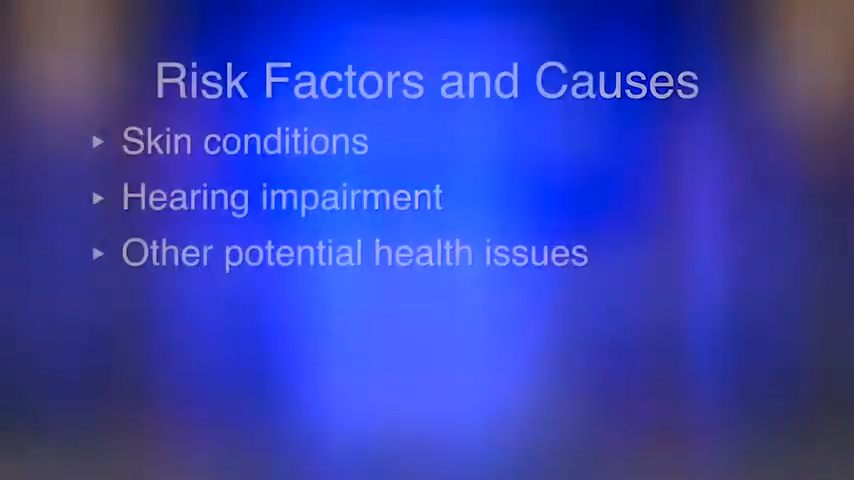 Risk Factors and Causes
▸ Skin conditions
▸ Hearing impairment
▸ Other potential health issues